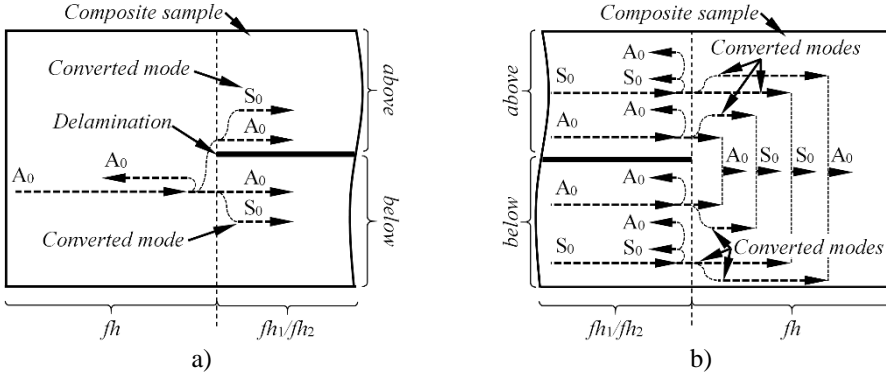 Composite sample
Converted mode
S₀
A₀
Delamination
A₀
A₀
A₀
S₀
Converted mode
above
below
fh
fh₁/fh₂
a)
Composite sample
Converted modes
A₀
S₀
S₀
A₀
A₀
A₀
S₀
S₀
A₀
A₀
A₀
A₀
S₀
S₀
Converted modes
above
below
fh₁/fh₂
fh
b)